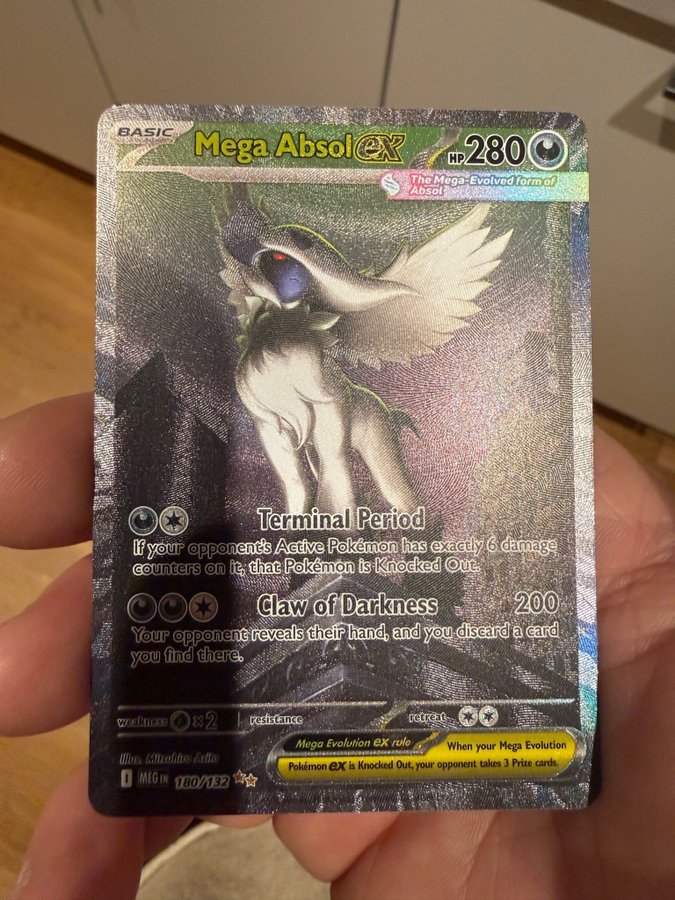 BASIC Mega Absol ex HP 280
The Mega-Evolved form of
Absol
Terminal Period
If your opponent's Active Pokémon has exactly 6 damage
counters on it, that Pokémon is Knocked Out.
Claw of Darkness 200
Your opponent reveals their hand, and you discard a card
you find there.
weakness x2 resistance retreat
Mega Evolution ex rule When your Mega Evolution
Pokémon ex is Knocked Out, your opponent takes 3 Prize cards.
Illus. Mitsuhiro Arita
I MEG EN 180/132